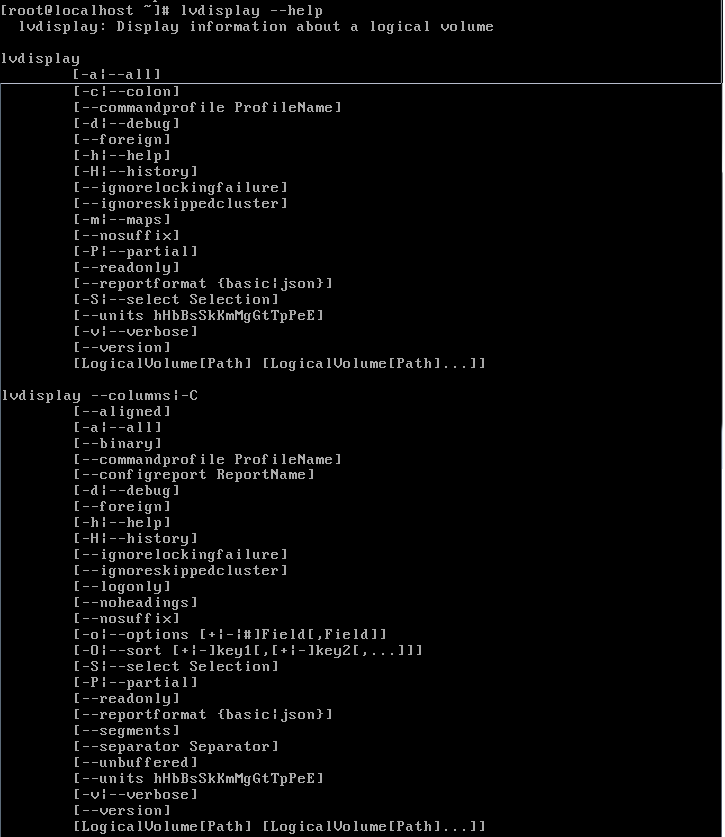 [root@localhost ~]# lvdisplay --help
  lvdisplay: Display information about a logical volume

lvdisplay
        [-a|--all]
        [-c|--colon]
        [--commandprofile ProfileName]
        [-d|--debug]
        [--foreign]
        [-h|--help]
        [-H|--history]
        [--ignorelockingfailure]
        [--ignoreskippedcluster]
        [-m|--maps]
        [--nosuffix]
        [-P|--partial]
        [--readonly]
        [--reportformat {basic|json}]
        [-S|--select Selection]
        [--units hHbBsSkKmMgGtTpPeE]
        [-v|--verbose]
        [--version]
        [LogicalVolume[Path] [LogicalVolume[Path]...]]

lvdisplay --columns|-C
        [--aligned]
        [-a|--all]
        [--binary]
        [--commandprofile ProfileName]
        [--configreport ReportName]
        [-d|--debug]
        [--foreign]
        [-h|--help]
        [-H|--history]
        [--ignorelockingfailure]
        [--ignoreskippedcluster]
        [--logonly]
        [--noheadings]
        [--nosuffix]
        [-o|--options [+|-|#]Field[,Field]]
        [-O|--sort [+|-]key1[,[+|-]key2[,...]]]
        [-S|--select Selection]
        [-P|--partial]
        [--readonly]
        [--reportformat {basic|json}]
        [--segments]
        [--separator Separator]
        [--unbuffered]
        [--units hHbBsSkKmMgGtTpPeE]
        [-v|--verbose]
        [--version]
        [LogicalVolume[Path] [LogicalVolume[Path]...]]